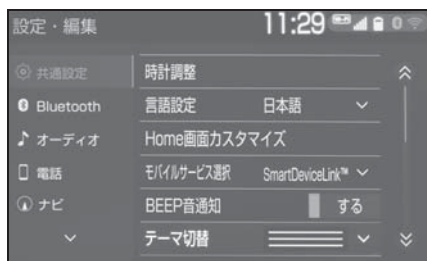 設定・編集
11:29
0
共通設定
Bluetooth
オーディオ
電話
ナビ
時計調整
言語設定 日本語
Home画面カスタマイズ
モバイルサービス選択 SmartDeviceLink™
BEEP音通知 する
テーマ切替